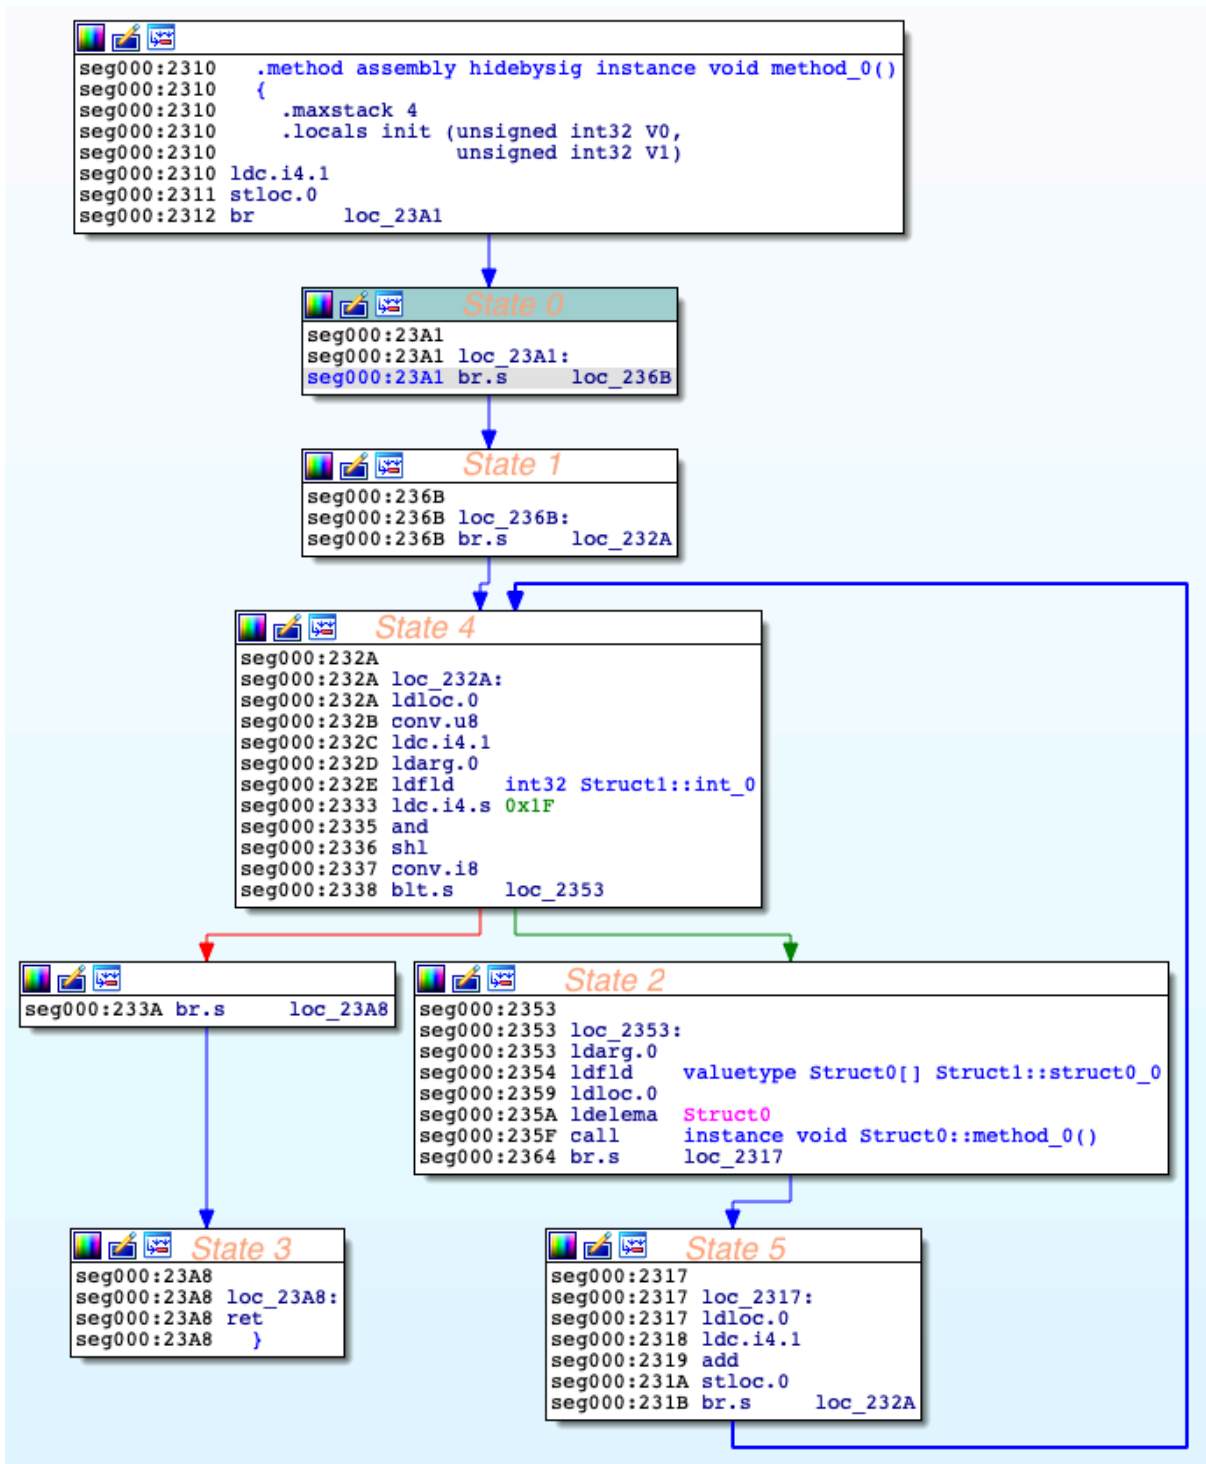 seg000:2310 .method assembly hidebysig instance void method_0()
seg000:2310 {
seg000:2310 .maxstack 4
seg000:2310 .locals init (unsigned int32 V0,
seg000:2310 unsigned int32 V1)
seg000:2310 ldc.i4.1
seg000:2311 stloc.0
seg000:2312 br loc_23A1
State 0
seg000:23A1
seg000:23A1 loc_23A1:
seg000:23A1 br.s loc_236B
State 1
seg000:236B
seg000:236B loc_236B:
seg000:236B br.s loc_232A
State 4
seg000:232A
seg000:232A loc_232A:
seg000:232A ldloc.0
seg000:232B conv.u8
seg000:232C ldc.i4.1
seg000:232D ldarg.0
seg000:232E ldfld int32 Struct1::int_0
seg000:2333 ldc.i4.s 0x1F
seg000:2335 and
seg000:2336 shl
seg000:2337 conv.i8
seg000:2338 blt.s loc_2353
seg000:233A br.s loc_23A8
State 2
seg000:2353
seg000:2353 loc_2353:
seg000:2353 ldarg.0
seg000:2354 ldfld valuetype Struct0[] Struct1::struct0_0
seg000:2359 ldloc.0
seg000:235A ldelema Struct0
seg000:235F call instance void Struct0::method_0()
seg000:2364 br.s loc_2317
State 3
seg000:23A8
seg000:23A8 loc_23A8:
seg000:23A8 ret
seg000:23A8 }
State 5
seg000:2317
seg000:2317 loc_2317:
seg000:2317 ldloc.0
seg000:2318 ldc.i4.1
seg000:2319 add
seg000:231A stloc.0
seg000:231B br.s loc_232A